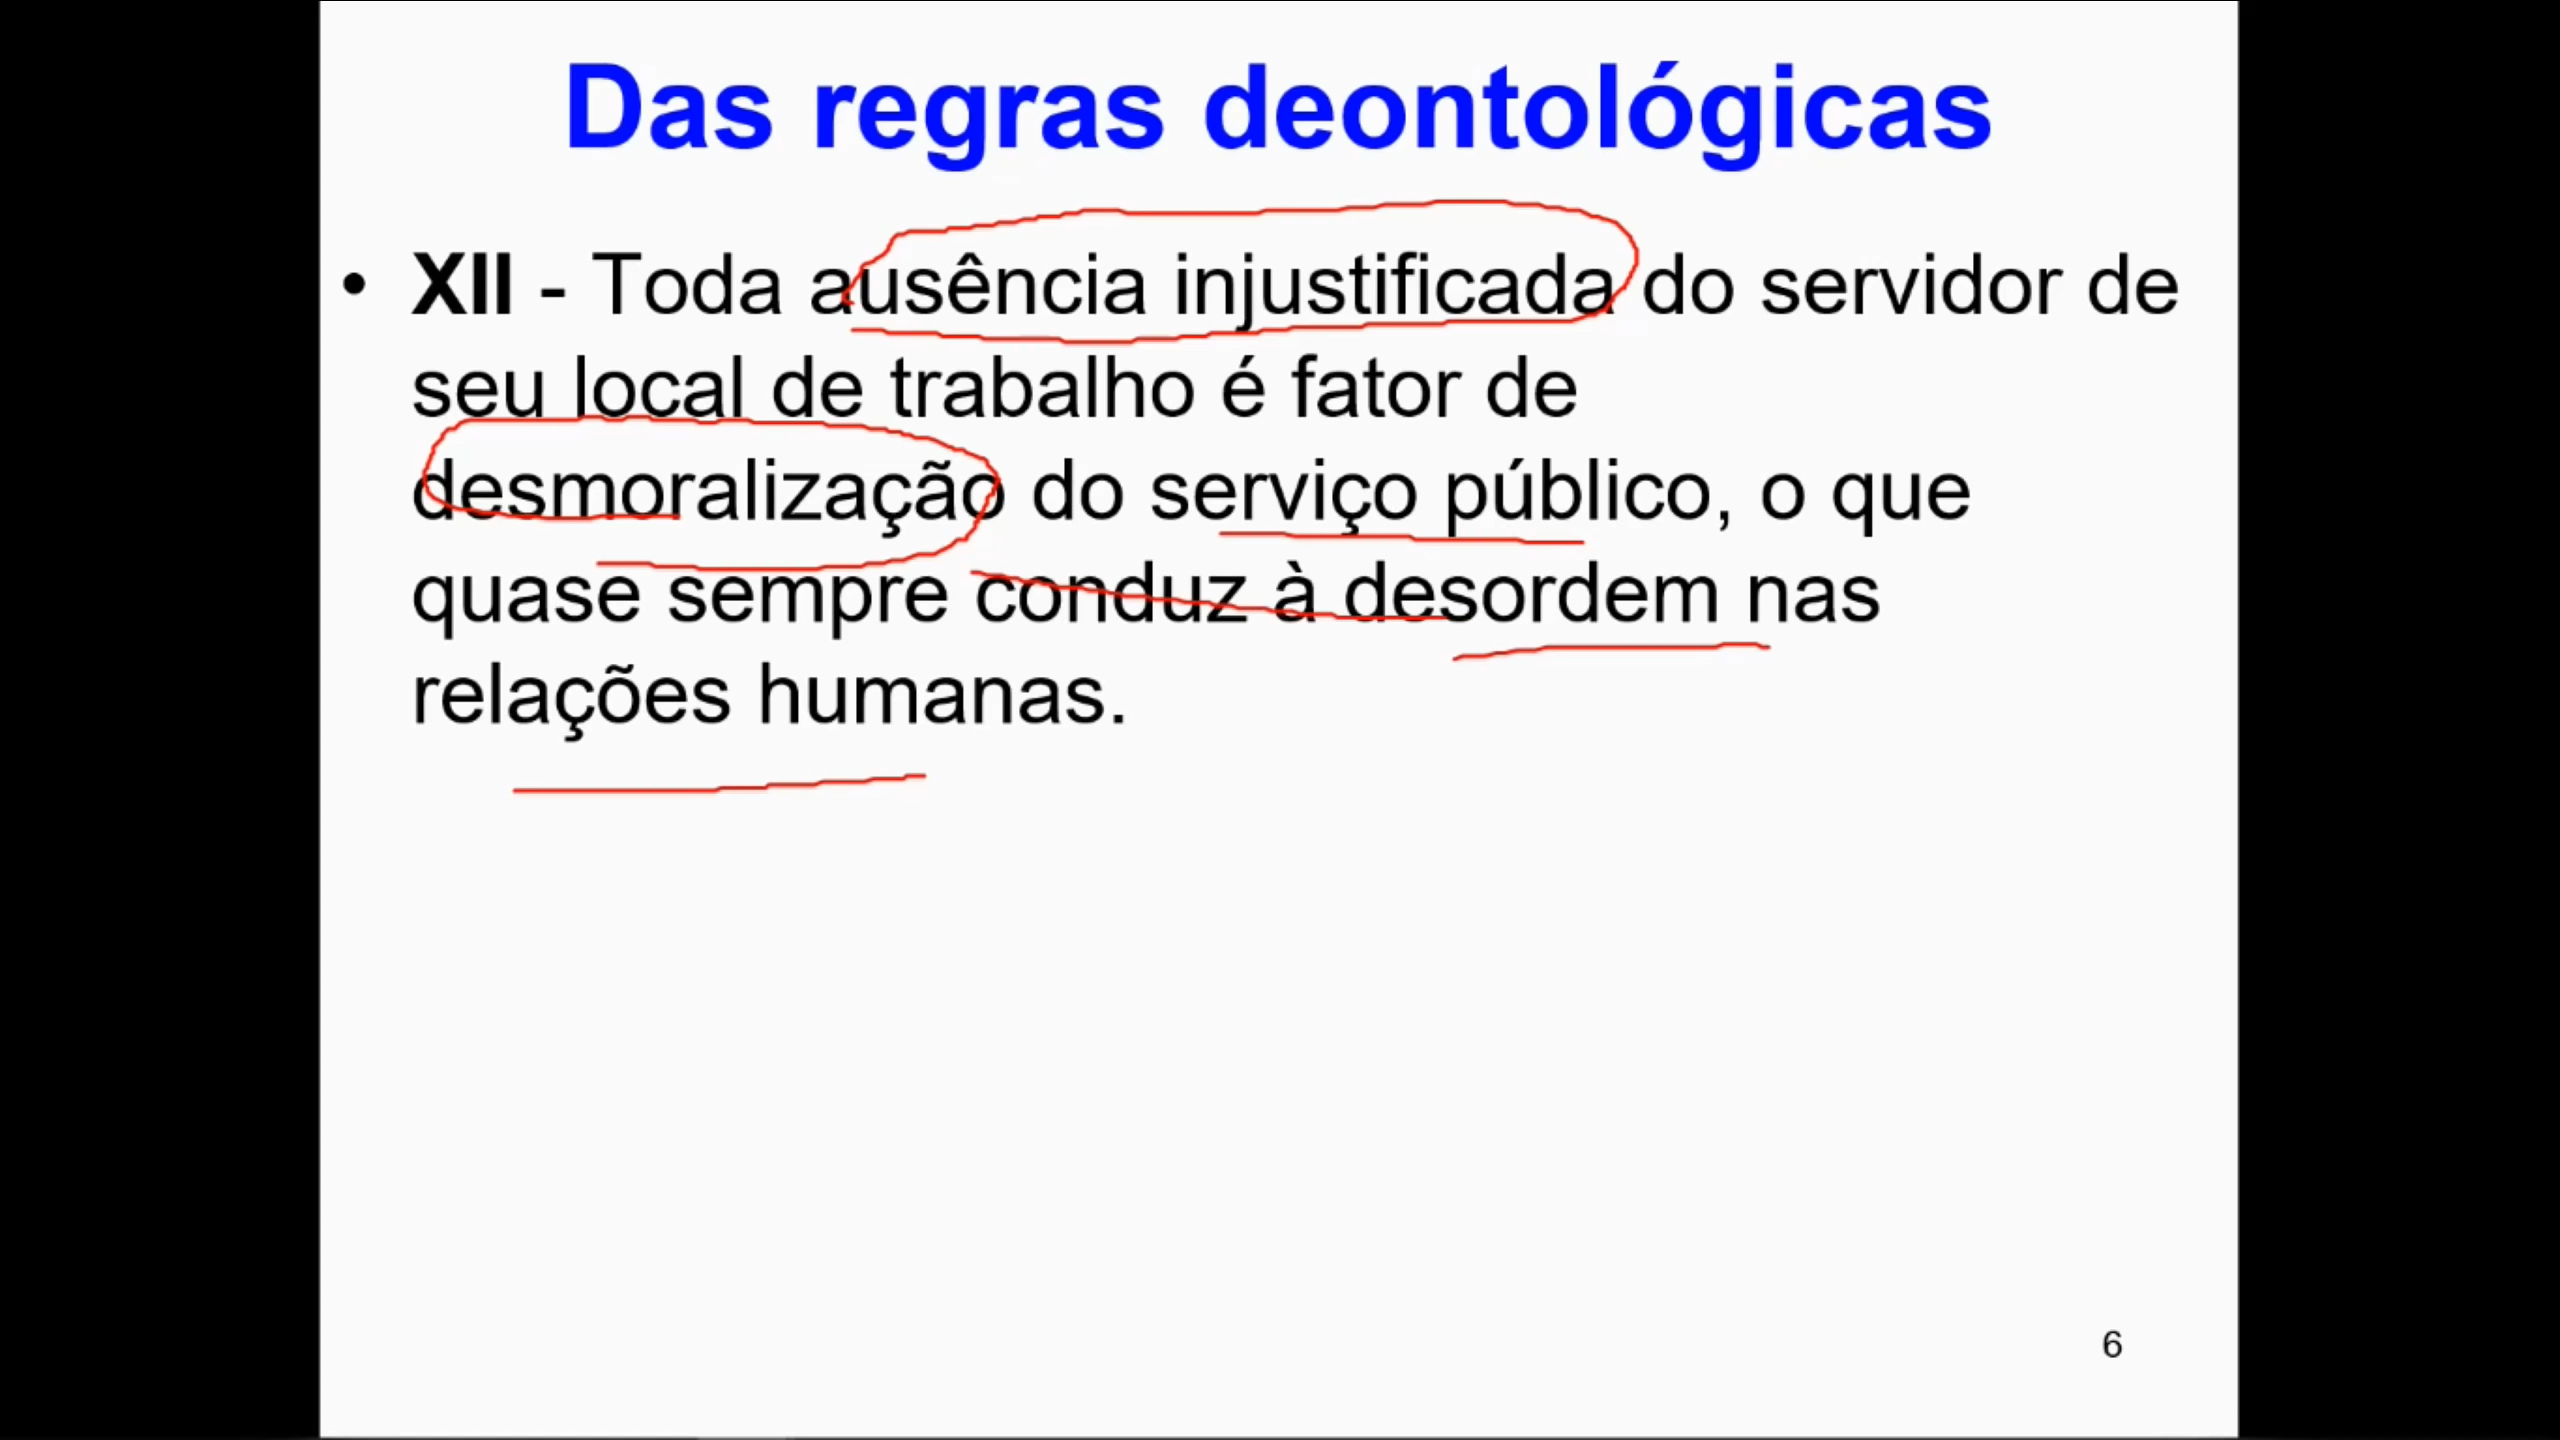 Das regras deontológicas
• XII - Toda ausência injustificada do servidor de
seu local de trabalho é fator de
desmoralização do serviço público, o que
quase sempre conduz à desordem nas
relações humanas.
6